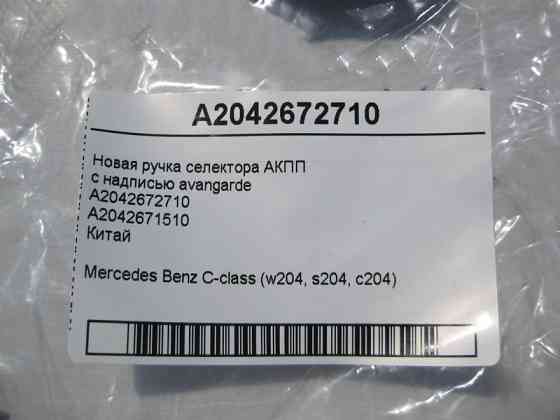 A2042672710
Новая ручка селектора АКПП
с надписью avangarde
A2042672710
A2042671510
Китай
Mercedes Benz C-class (w204, s204, c204)